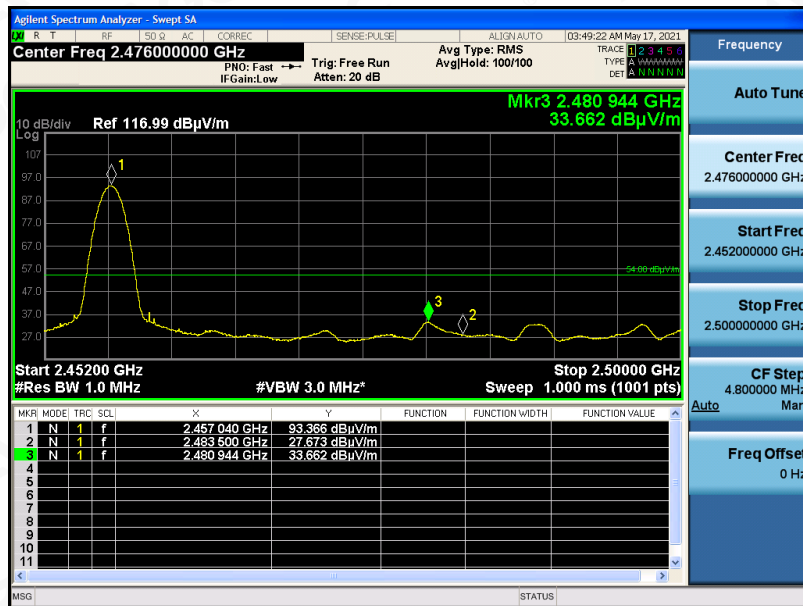 Agilent Spectrum Analyzer - Swept SA
LXI R T RF 50 Ω AC CORREC SENSE:PULSE ALIGN AUTO 03:49:22 AM May 17, 2021
Center Freq 2.476000000 GHz
PNO: Fast
IFGain:Low
Trig: Free Run
Atten: 20 dB
Avg Type: RMS
Avg|Hold: 100/100
TRACE 1 2 3 4 5 6
TYPE A WWWWW
DET A N N N N N
Mkr3 2.480 944 GHz
33.662 dBμV/m
10 dB/div Ref 116.99 dBμV/m
Log
107
97.0
87.0
77.0
67.0
57.0
47.0
37.0
27.0
1
54.00 dBμV/m
3
2
Start 2.45200 GHz Stop 2.50000 GHz
#Res BW 1.0 MHz #VBW 3.0 MHz* Sweep 1.000 ms (1001 pts)
MKR MODE TRC SCL X Y FUNCTION FUNCTION WIDTH FUNCTION VALUE
1 N 1 f 2.457 040 GHz 93.366 dBμV/m
2 N 1 f 2.483 500 GHz 27.673 dBμV/m
3 N 1 f 2.480 944 GHz 33.662 dBμV/m
4
5
6
7
8
9
10
11
MSG STATUS
Frequency
Auto Tune
Center Freq
2.476000000 GHz
Start Freq
2.452000000 GHz
Stop Freq
2.500000000 GHz
CF Step
4.800000 MHz
Auto Man
Freq Offset
0 Hz